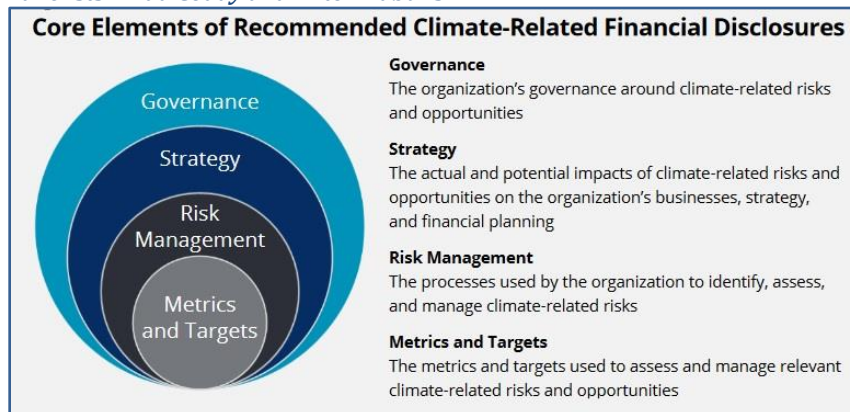 Core Elements of Recommended Climate-Related Financial Disclosures
Governance
Strategy
Risk
Management
Metrics
and Targets
Governance
The organization's governance around climate-related risks
and opportunities
Strategy
The actual and potential impacts of climate-related risks and
opportunities on the organization's businesses, strategy,
and financial planning
Risk Management
The processes used by the organization to identify, assess,
and manage climate-related risks
Metrics and Targets
The metrics and targets used to assess and manage relevant
climate-related risks and opportunities